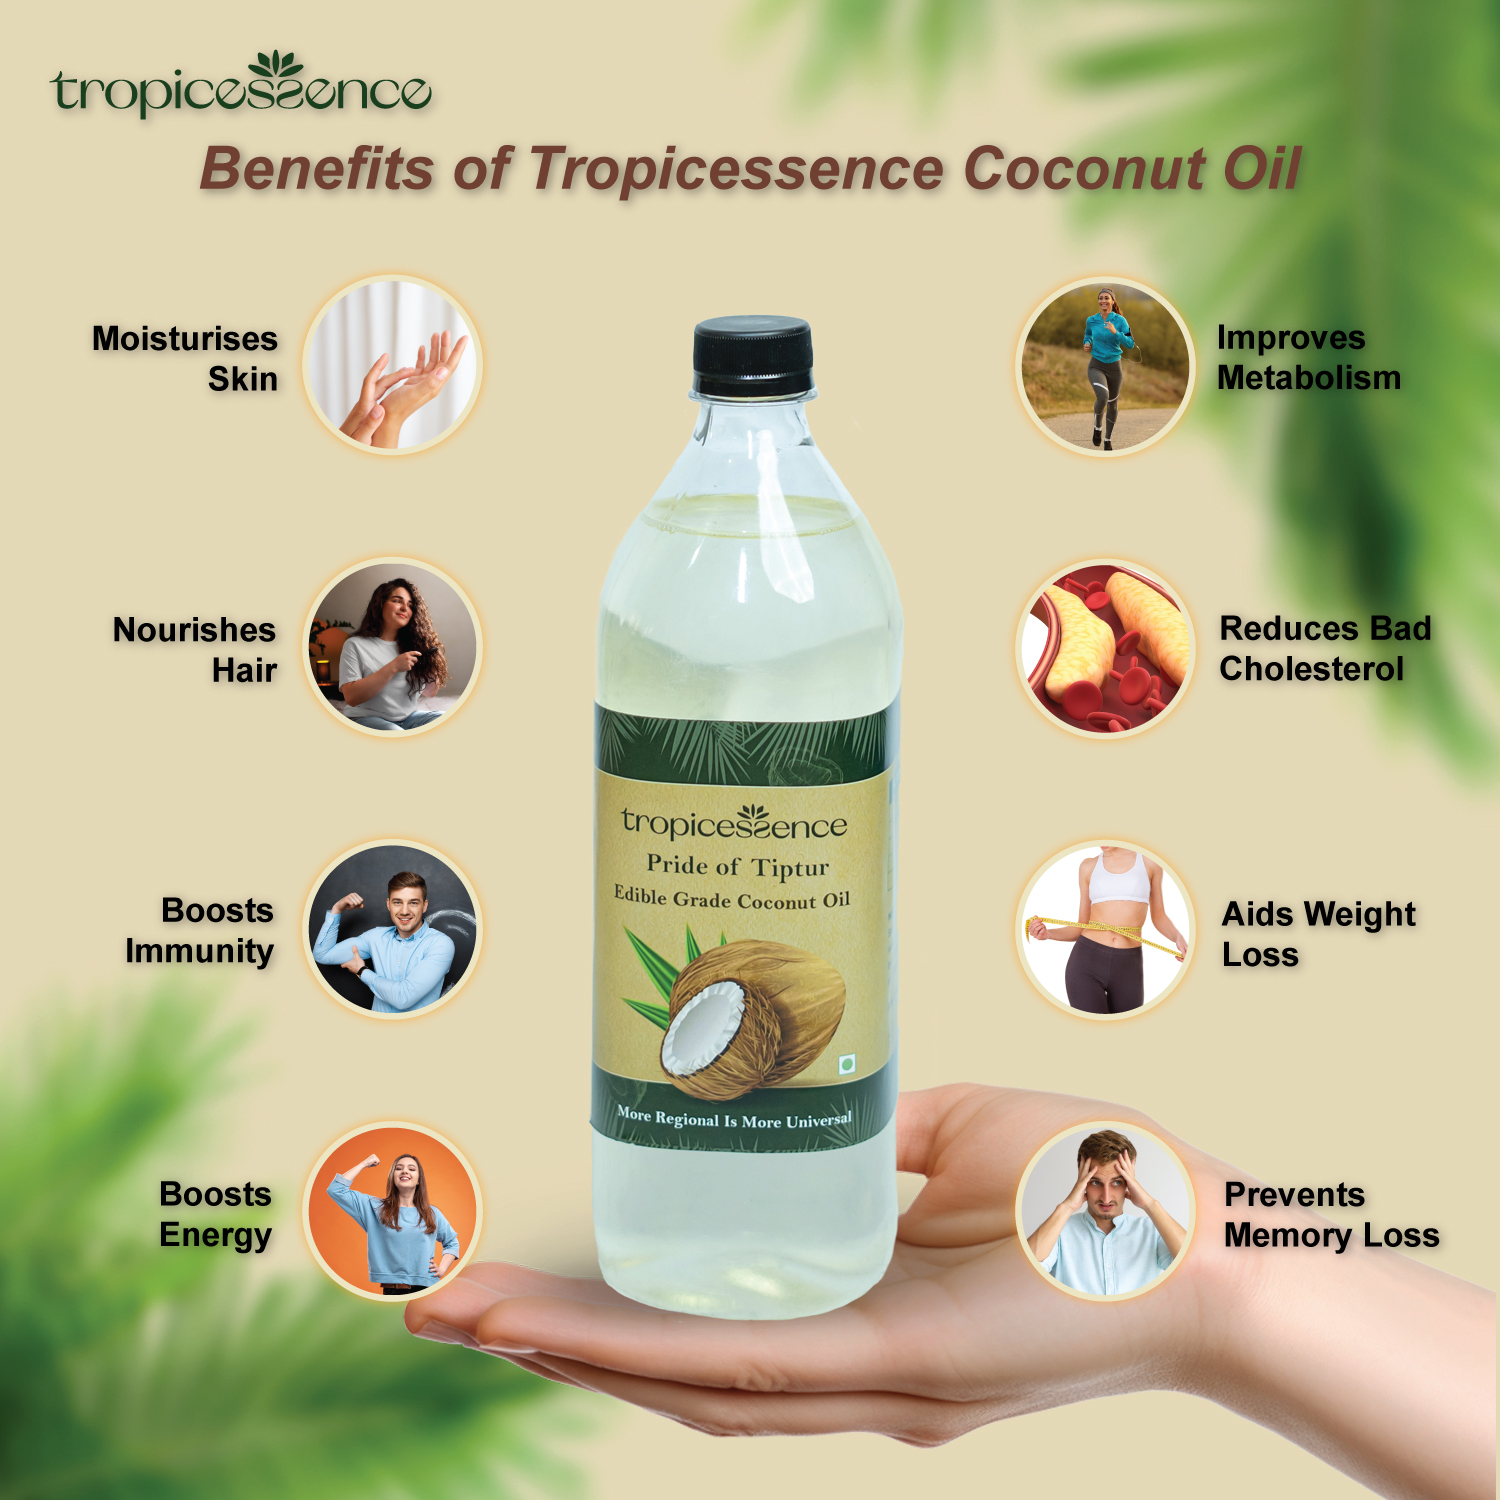 tropicessence
Benefits of Tropicessence Coconut Oil
Moisturises
Skin
Nourishes
Hair
Boosts
Immunity
Boosts
Energy
tropicessence
Pride of Tiptur
Edible Grade Coconut Oil
More Regional Is More Universal
Improves
Metabolism
Reduces Bad
Cholesterol
Aids Weight
Loss
Prevents
Memory Loss